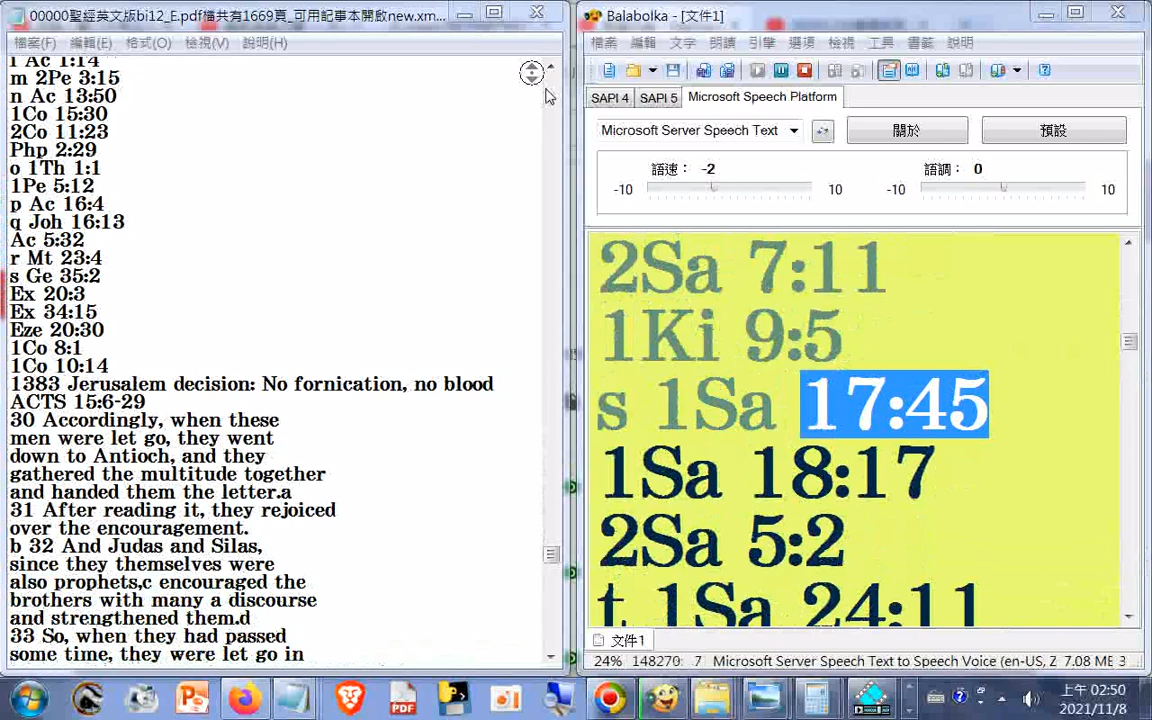 00000聖經英文版bi12_E.pdf檔共有1669頁_可用記事本開啟new.xm...
檔案(F) 編輯(E) 格式(O) 檢視(V) 說明(H)
l Ac 1:14
m 2Pe 3:15
n Ac 13:50
1Co 15:30
2Co 11:23
Php 2:29
o 1Th 1:1
1Pe 5:12
p Ac 16:4
q Joh 16:13
Ac 5:32
r Mt 23:4
s Ge 35:2
Ex 20:3
Ex 34:15
Eze 20:30
1Co 8:1
1Co 10:14
1383 Jerusalem decision: No fornication, no blood
ACTS 15:6-29
30 Accordingly, when these
men were let go, they went
down to Antioch, and they
gathered the multitude together
and handed them the letter.a
31 After reading it, they rejoiced
over the encouragement.
b 32 And Judas and Silas,
since they themselves were
also prophets,c encouraged the
brothers with many a discourse
and strengthened them.d
33 So, when they had passed
some time, they were let go in
Balabolka - [文件1]
檔案 編輯 文字 朗讀 引擎 選項 檢視 工具 書籤 說明
SAPI 4 SAPI 5 Microsoft Speech Platform
Microsoft Server Speech Text 關於 預設
語速： -2 語調： 0
-10 10 -10 10
2Sa 7:11
1Ki 9:5
s 1Sa 17:45
1Sa 18:17
2Sa 5:2
t 1Sa 24:11
文件1
24% 148270: 7 Microsoft Server Speech Text to Speech Voice (en-US, Z 7.08 MB 3
PDF
上午 02:50
2021/11/8